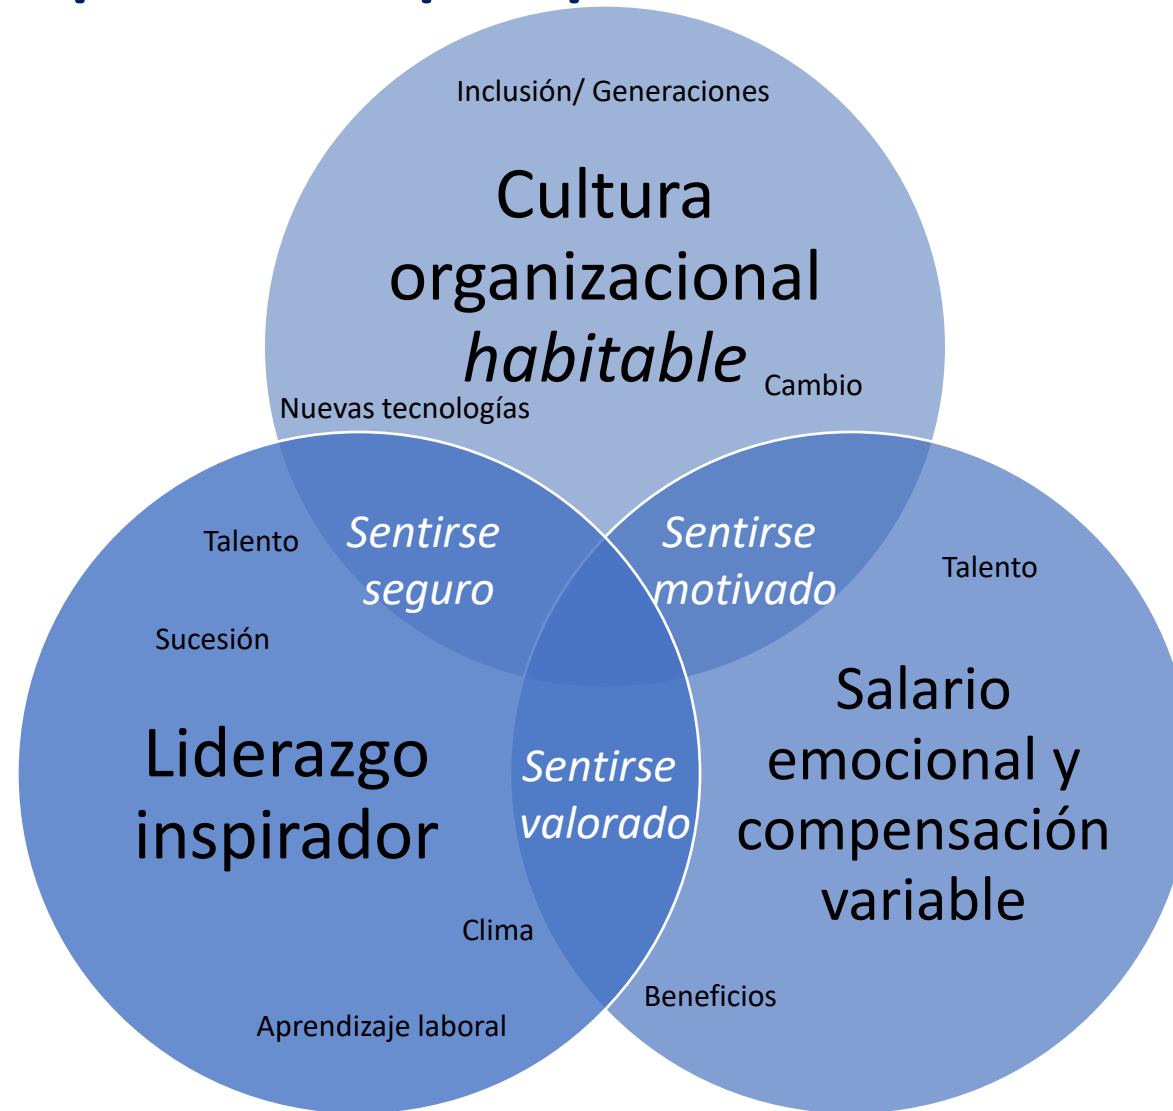 Inclusión/ Generaciones
Cultura
organizacional
habitable
Cambio
Nuevas tecnologías
Sentirse
seguro
Sentirse
motivado
Talento
Talento
Sucesión
Liderazgo
inspirador
Salario
emocional y
compensación
variable
Sentirse
valorado
Clima
Beneficios
Aprendizaje laboral